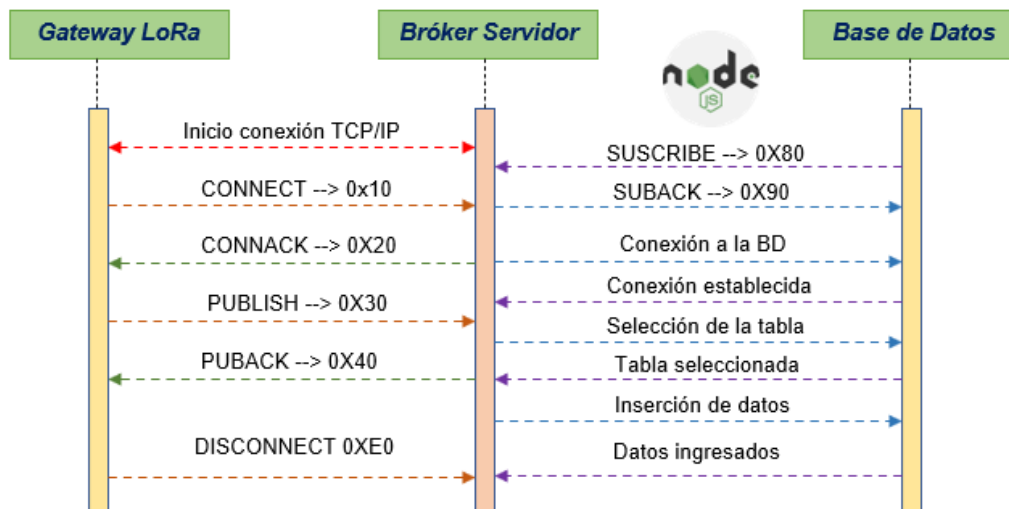 Gateway LoRa
Bróker Servidor
Base de Datos
node
JS
Inicio conexión TCP/IP
SUSCRIBE --> 0X80
CONNECT --> 0x10
SUBACK --> 0X90
CONNACK --> 0X20
Conexión a la BD
Conexión establecida
PUBLISH --> 0X30
Selección de la tabla
PUBACK --> 0X40
Tabla seleccionada
Inserción de datos
DISCONNECT 0XE0
Datos ingresados